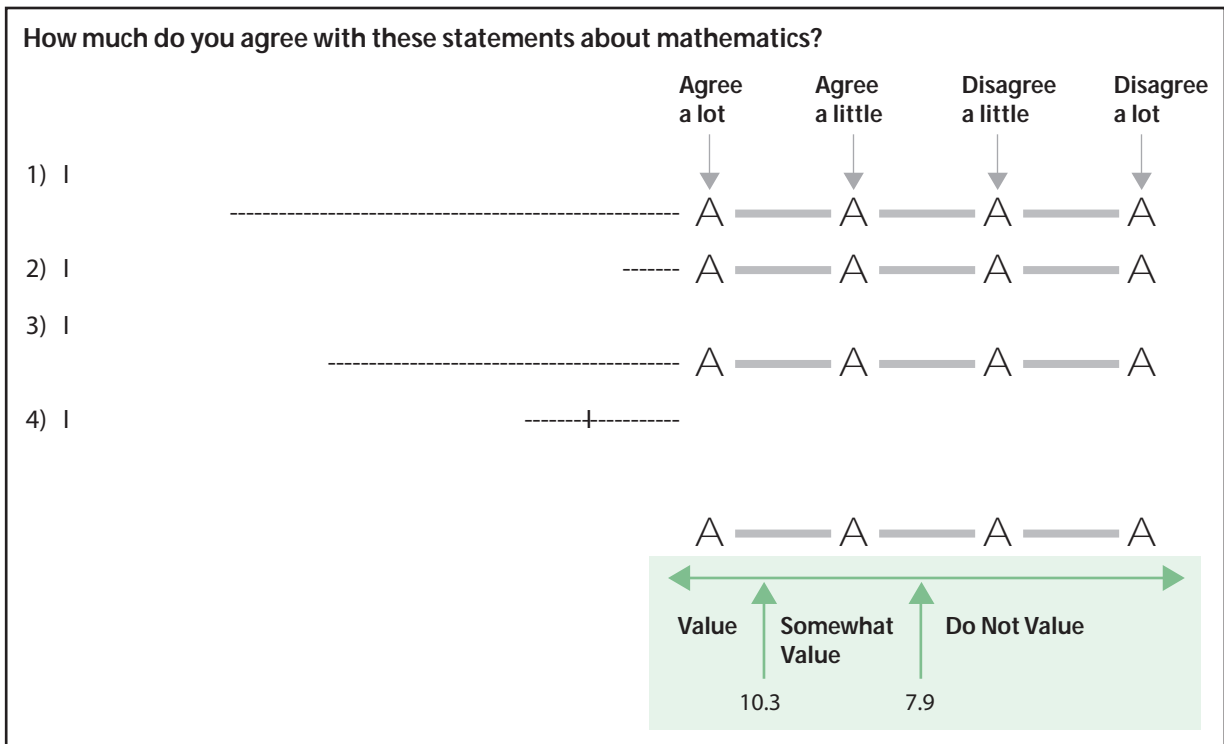 How much do you agree with these statements about mathematics?
Agree a lot
Agree a little
Disagree a little
Disagree a lot
1) I
------------------------------------------------------- A A A A
2) I ------- A A A A
3) I
------------------------------------------- A A A A
4) I --------I-----------
A A A A
Value
Somewhat Value
Do Not Value
10.3 7.9